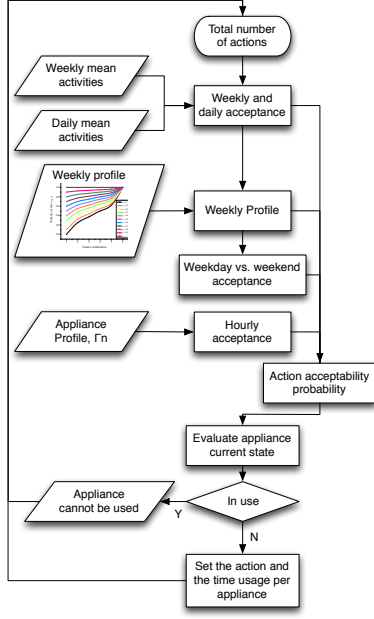 Total number
of actions
Weekly mean
activities
Weekly and
daily acceptance
Daily mean
activities
Weekly profile
Weekly Profile
Weekday vs. weekend
acceptance
Appliance
Profile, Γn
Hourly
acceptance
Action acceptability
probability
Evaluate appliance
current state
Appliance
cannot be used
Y
In use
N
Set the action and
the time usage per
appliance